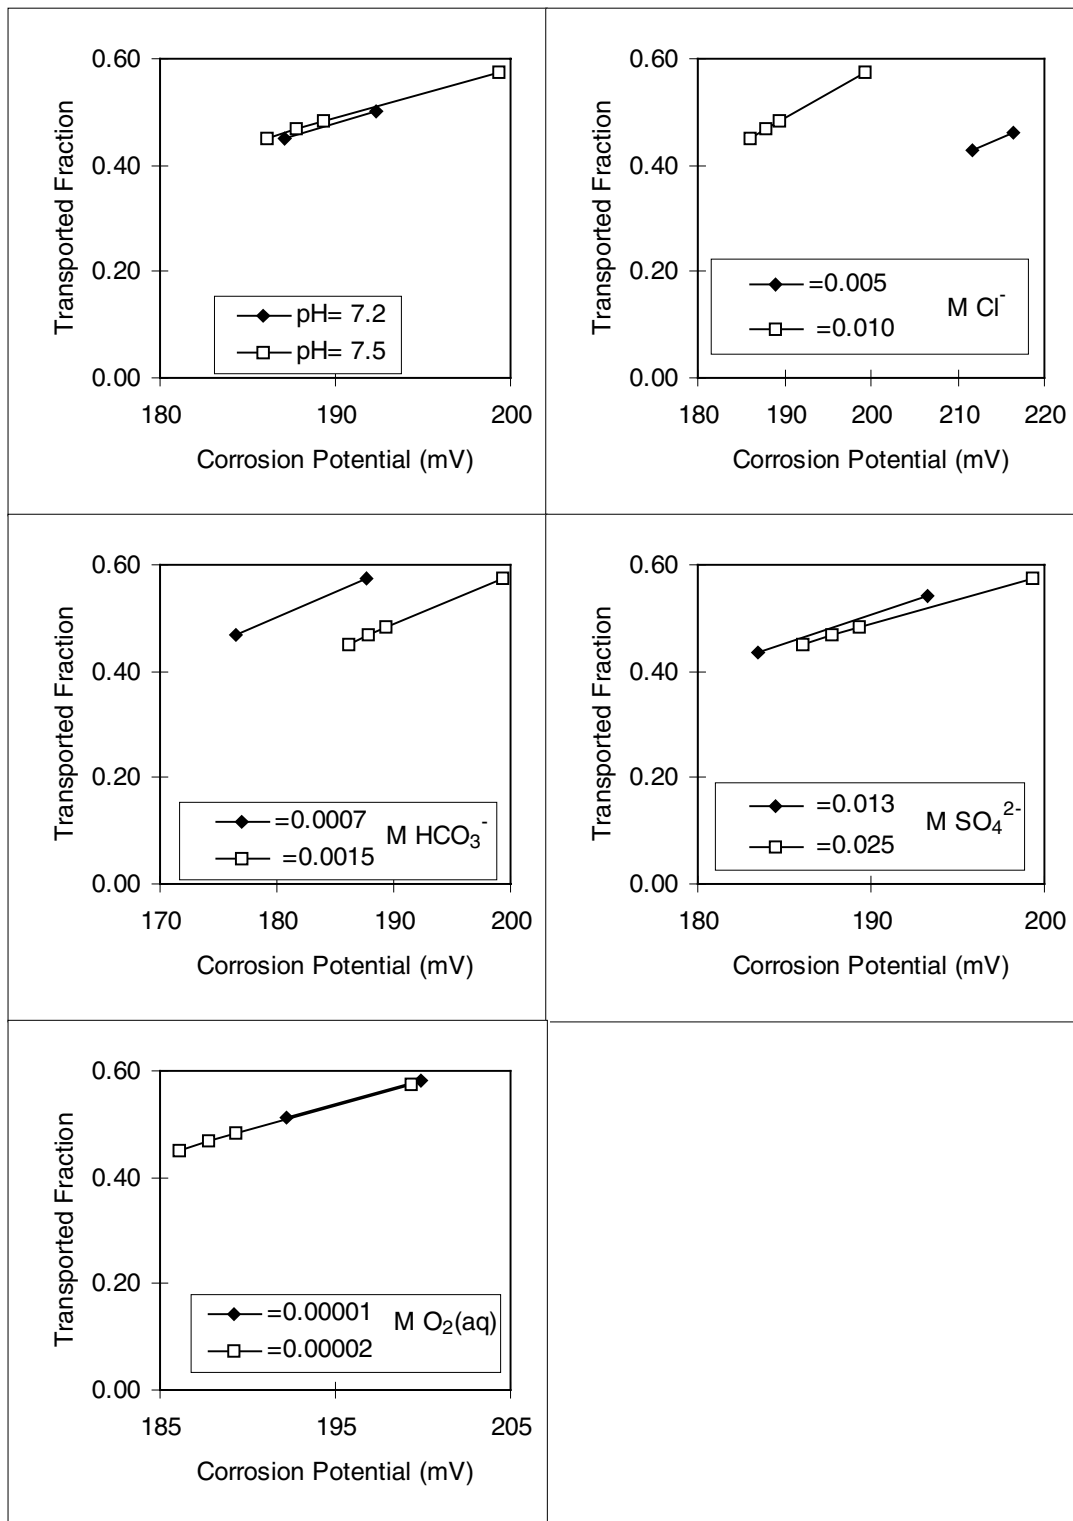 Transported Fraction
0.60
0.40
0.20
0.00
pH= 7.2
pH= 7.5
180 190 200
Corrosion Potential (mV)
Transported Fraction
0.60
0.40
0.20
0.00
=0.005
=0.010
M Cl⁻
180 190 200 210 220
Corrosion Potential (mV)
Transported Fraction
0.60
0.40
0.20
0.00
=0.0007
=0.0015
M HCO₃⁻
170 180 190 200
Corrosion Potential (mV)
Transported Fraction
0.60
0.40
0.20
0.00
=0.013
=0.025
M SO₄²⁻
180 190 200
Corrosion Potential (mV)
Transported Fraction
0.60
0.40
0.20
0.00
=0.00001
=0.00002
M O₂(aq)
185 195 205
Corrosion Potential (mV)